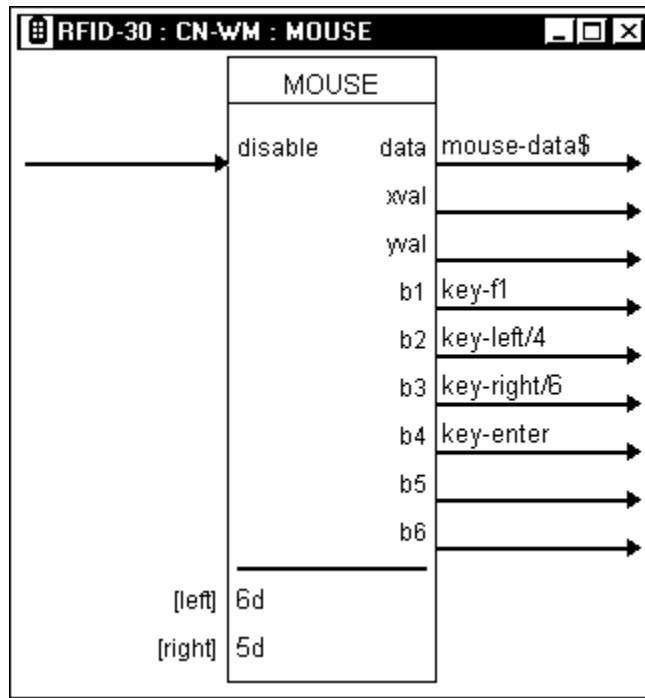 RFID-30 : CN-WM : MOUSE
MOUSE
disable data mouse-data$
xval
yval
b1 key-f1
b2 key-left/4
b3 key-right/6
b4 key-enter
b5
b6
[left] 6d
[right] 5d